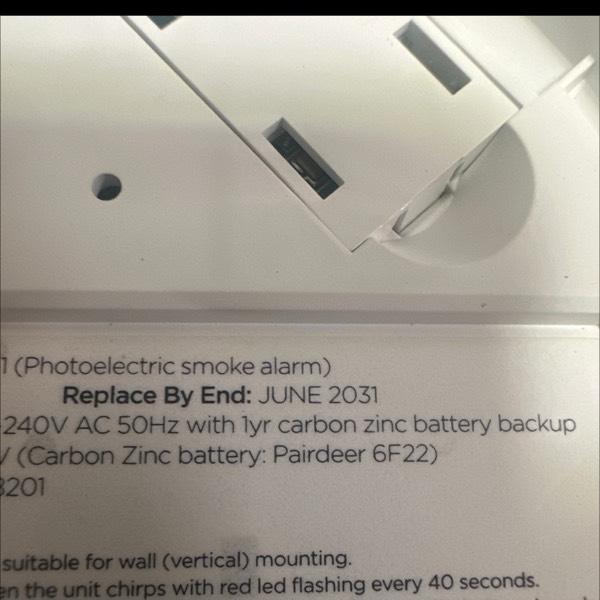 1 (Photoelectric smoke alarm)
Replace By End: JUNE 2031
-240V AC 50Hz with 1yr carbon zinc battery backup
V (Carbon Zinc battery: Pairdeer 6F22)
3201
suitable for wall (vertical) mounting.
en the unit chirps with red led flashing every 40 seconds.